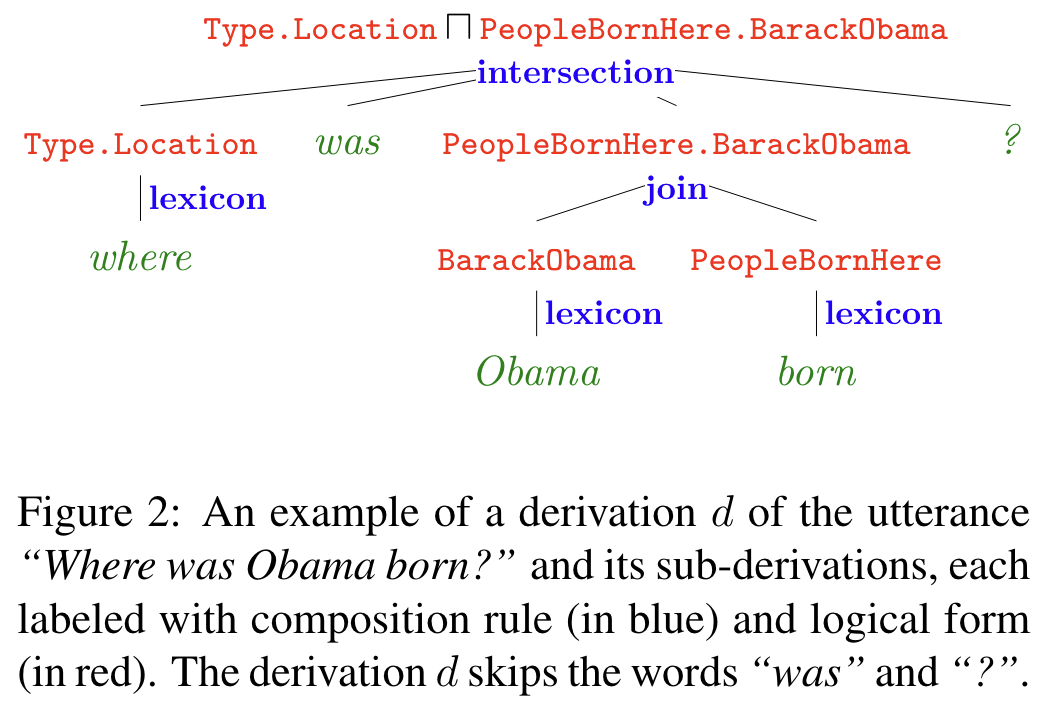 Type.Location ⊓ PeopleBornHere.BarackObama
intersection
Type.Location was PeopleBornHere.BarackObama ?
lexicon join
where BarackObama PeopleBornHere
lexicon lexicon
Obama born
Figure 2: An example of a derivation d of the utterance
“Where was Obama born?” and its sub-derivations, each
labeled with composition rule (in blue) and logical form
(in red). The derivation d skips the words “was” and “?”.